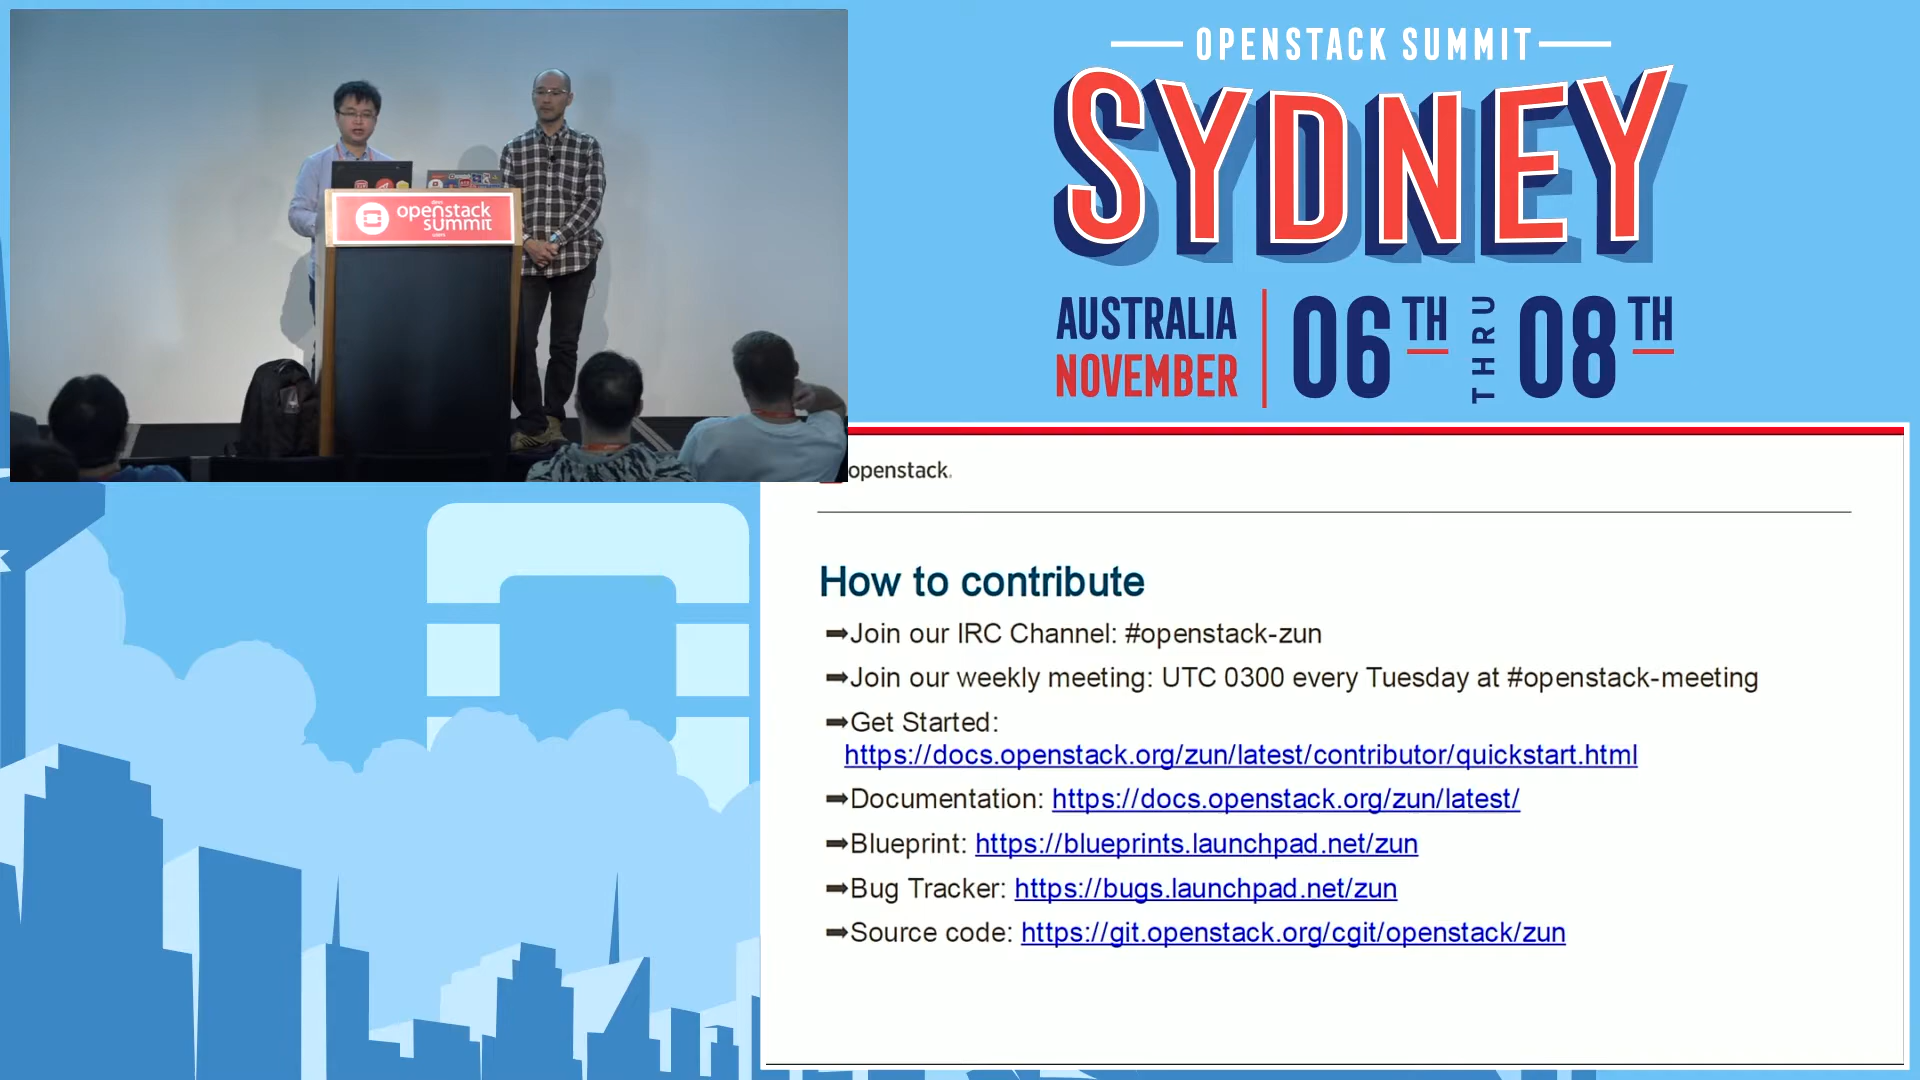 OPENSTACK SUMMIT
SYDNEY
AUSTRALIA
NOVEMBER
06TH THRU 08TH
openstack
summit
openstack.
How to contribute
➡Join our IRC Channel: #openstack-zun
➡Join our weekly meeting: UTC 0300 every Tuesday at #openstack-meeting
➡Get Started:
https://docs.openstack.org/zun/latest/contributor/quickstart.html
➡Documentation: https://docs.openstack.org/zun/latest/
➡Blueprint: https://blueprints.launchpad.net/zun
➡Bug Tracker: https://bugs.launchpad.net/zun
➡Source code: https://git.openstack.org/cgit/openstack/zun